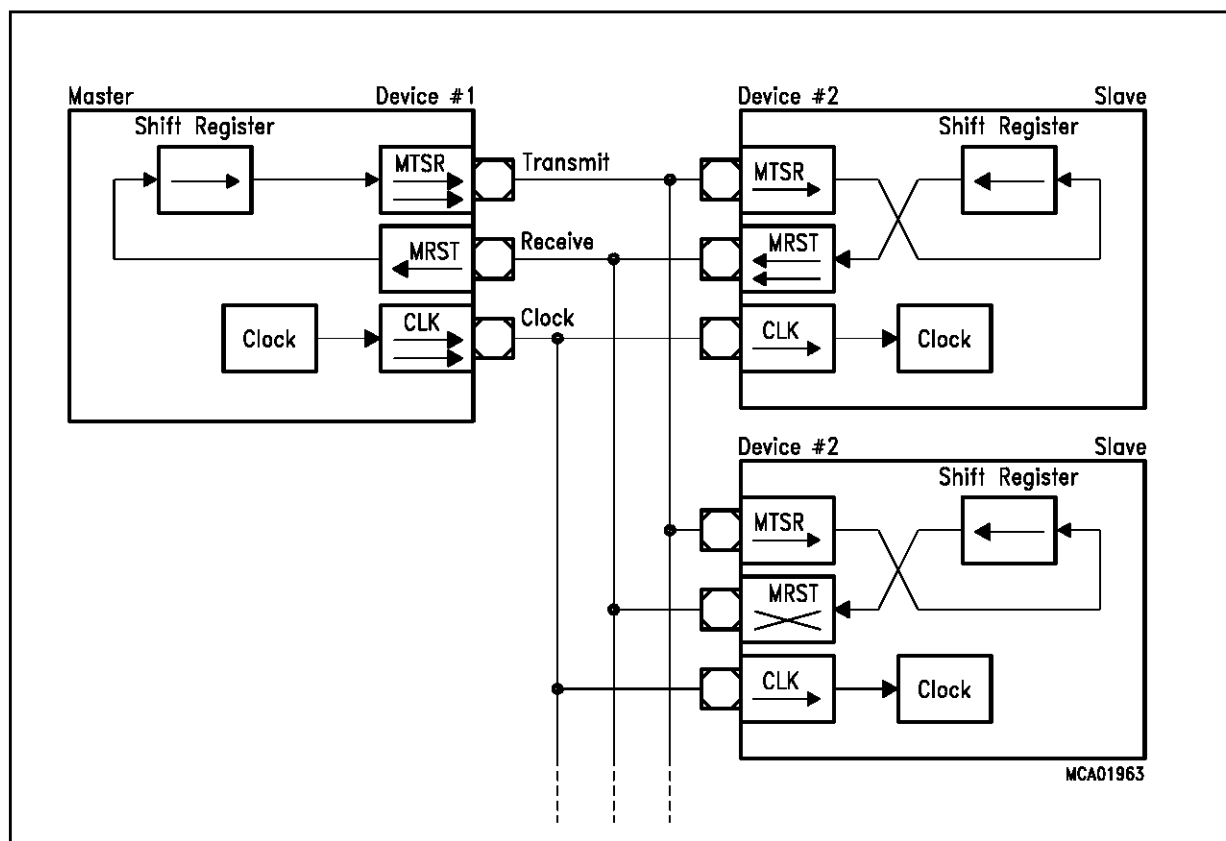 Master Device #1
Shift Register
MTSR
Transmit
MRST
Receive
Clock
CLK
Clock
Device #2 Slave
Shift Register
MTSR
MRST
CLK
Clock
Device #2 Slave
Shift Register
MTSR
MRST
CLK
Clock
MCA01963